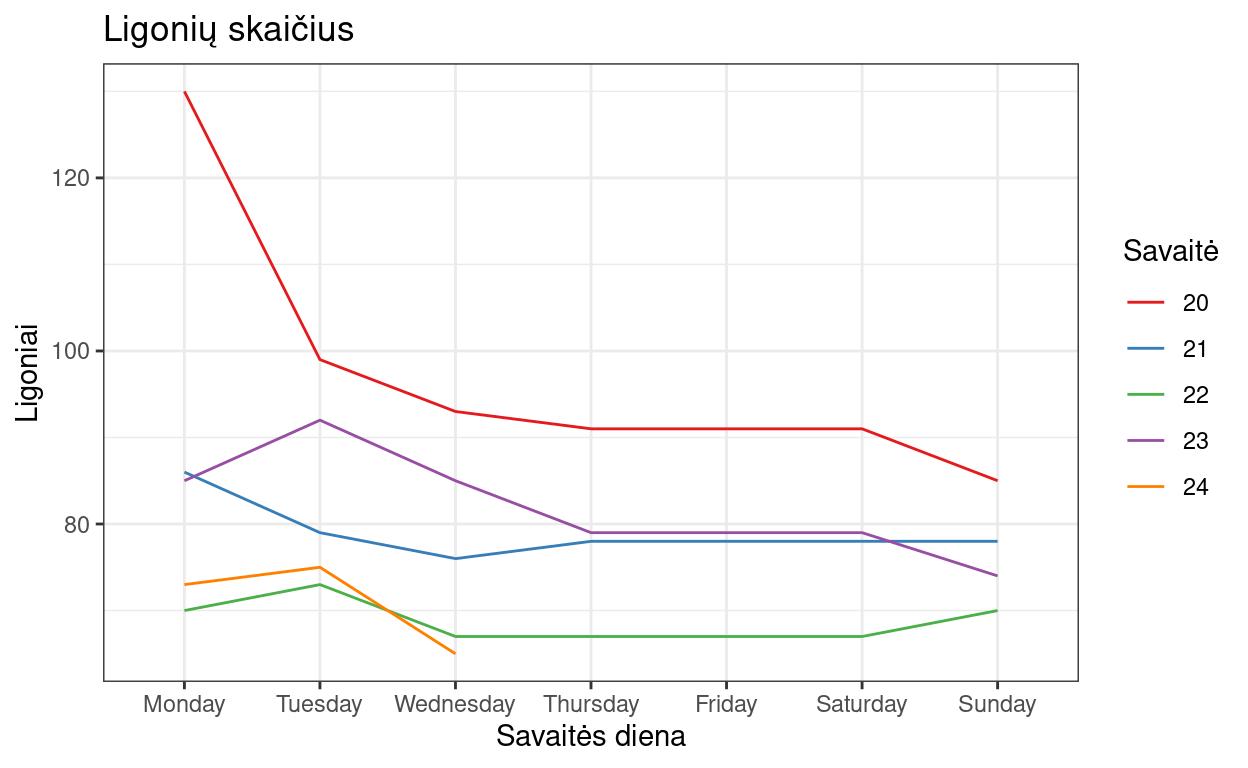 Ligonių skaičius
120
100
80
Ligoniai
Monday Tuesday Wednesday Thursday Friday Saturday Sunday
Savaitės diena
Savaitė
20
21
22
23
24